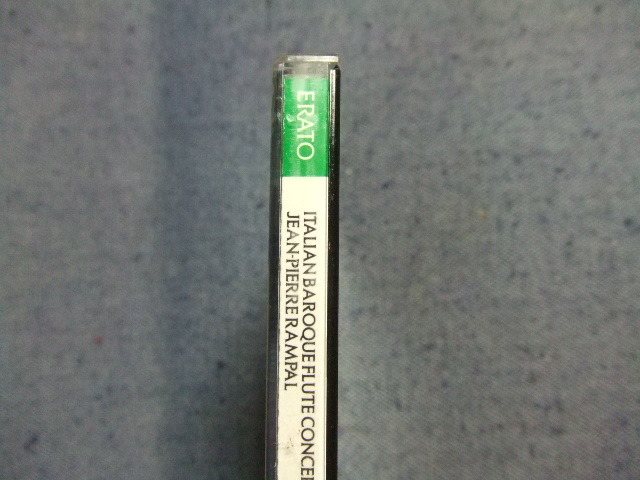 ERATO
ITALIAN BAROQUE FLUTE CONCE
JEAN-PIERRE RAMPAL